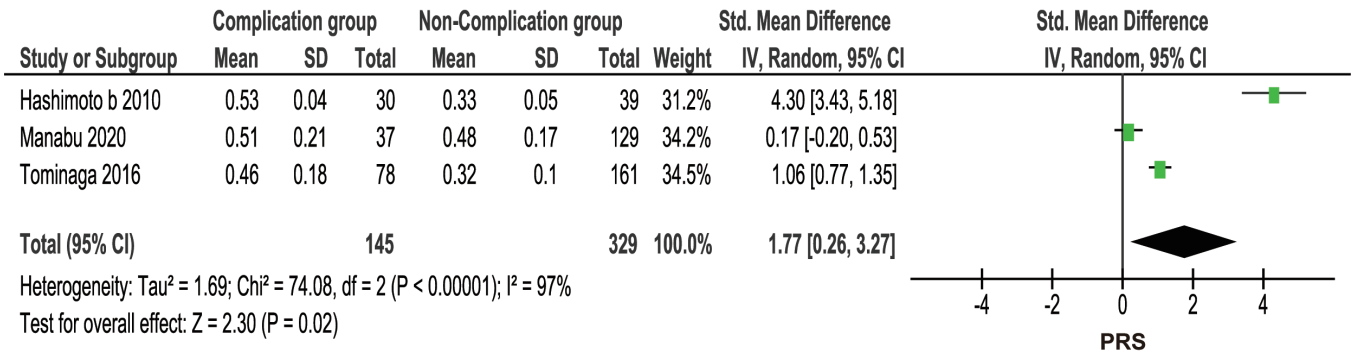 Complication group Non-Complication group Std. Mean Difference Std. Mean Difference
Study or Subgroup Mean SD Total Mean SD Total Weight IV, Random, 95% CI IV, Random, 95% CI
Hashimoto b 2010 0.53 0.04 30 0.33 0.05 39 31.2% 4.30 [3.43, 5.18]
Manabu 2020 0.51 0.21 37 0.48 0.17 129 34.2% 0.17 [-0.20, 0.53]
Tominaga 2016 0.46 0.18 78 0.32 0.1 161 34.5% 1.06 [0.77, 1.35]
Total (95% CI) 145 329 100.0% 1.77 [0.26, 3.27]
Heterogeneity: Tau² = 1.69; Chi² = 74.08, df = 2 (P < 0.00001); I² = 97%
Test for overall effect: Z = 2.30 (P = 0.02)
-4 -2 0 2 4
PRS